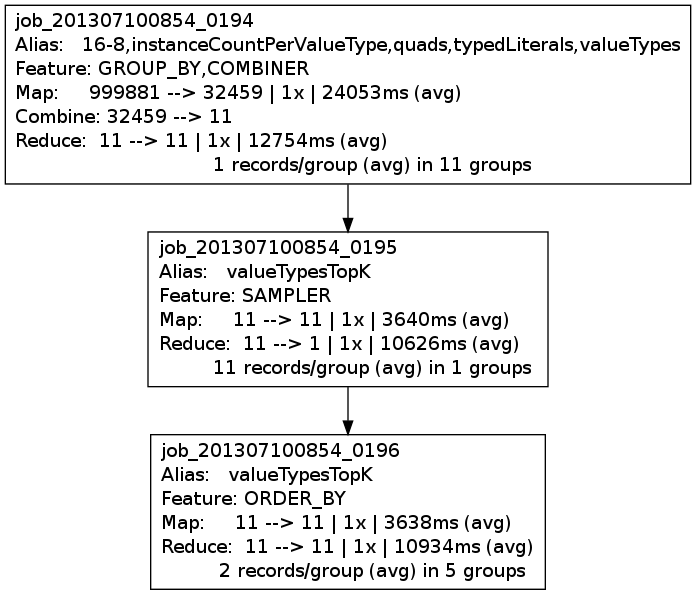 job_201307100854_0194
Alias: 16-8,instanceCountPerValueType,quads,typedLiterals,valueTypes
Feature: GROUP_BY,COMBINER
Map: 999881 --> 32459 | 1x | 24053ms (avg)
Combine: 32459 --> 11
Reduce: 11 --> 11 | 1x | 12754ms (avg)
1 records/group (avg) in 11 groups
job_201307100854_0195
Alias: valueTypesTopK
Feature: SAMPLER
Map: 11 --> 11 | 1x | 3640ms (avg)
Reduce: 11 --> 1 | 1x | 10626ms (avg)
11 records/group (avg) in 1 groups
job_201307100854_0196
Alias: valueTypesTopK
Feature: ORDER_BY
Map: 11 --> 11 | 1x | 3638ms (avg)
Reduce: 11 --> 11 | 1x | 10934ms (avg)
2 records/group (avg) in 5 groups